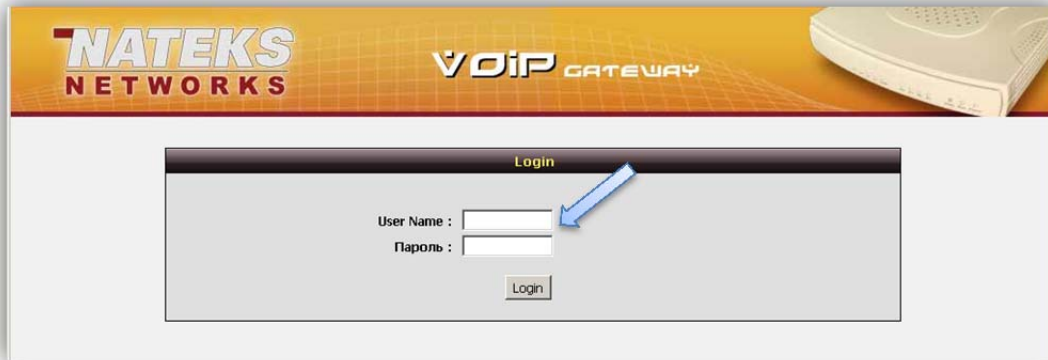 NATEKS
NETWORKS
VOIP GATEWAY
Login
User Name :
Пароль :
Login